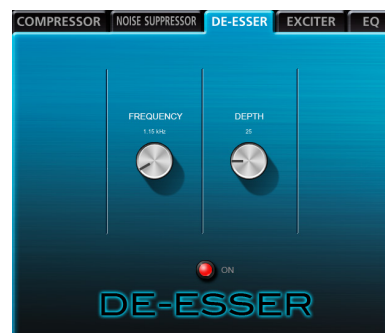 COMPRESSOR NOISE SUPPRESSOR DE-ESSER EXCITER EQ
FREQUENCY DEPTH
1.15 kHz 25
ON
DE-ESSER